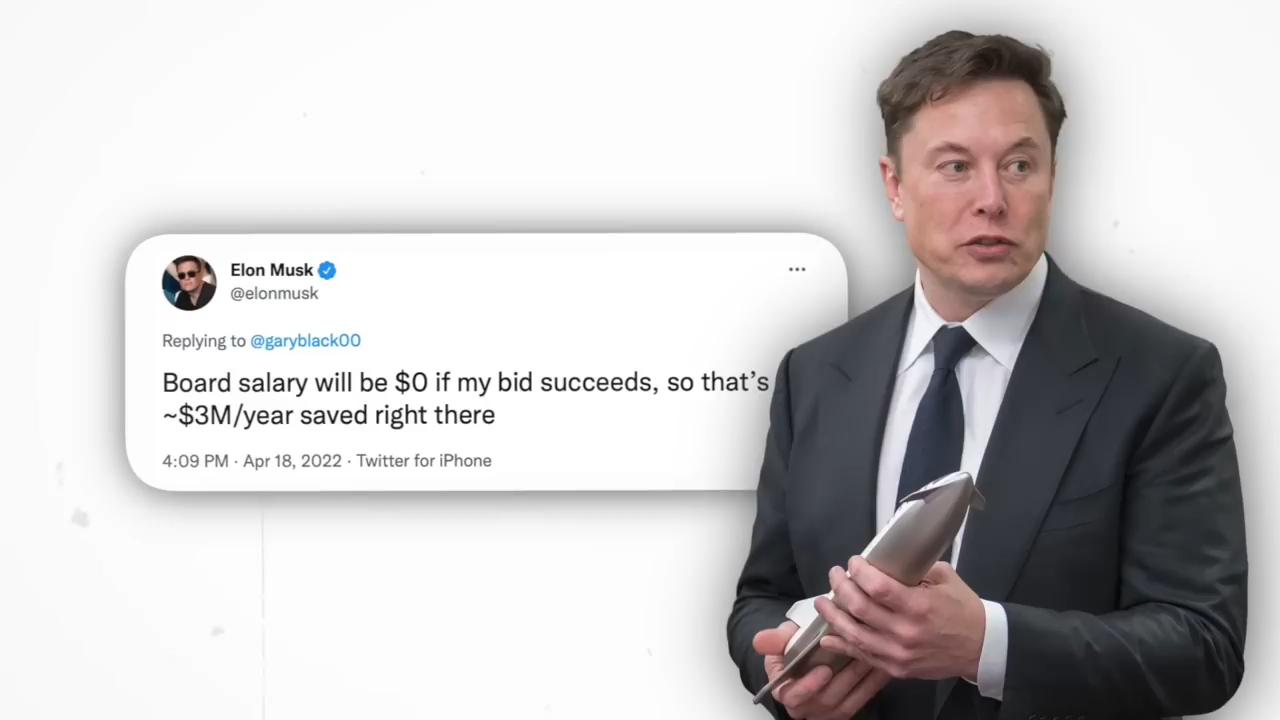 Elon Musk
@elonmusk
Replying to @garyblack00
Board salary will be $0 if my bid succeeds, so that’s
~$3M/year saved right there
4:09 PM · Apr 18, 2022 · Twitter for iPhone